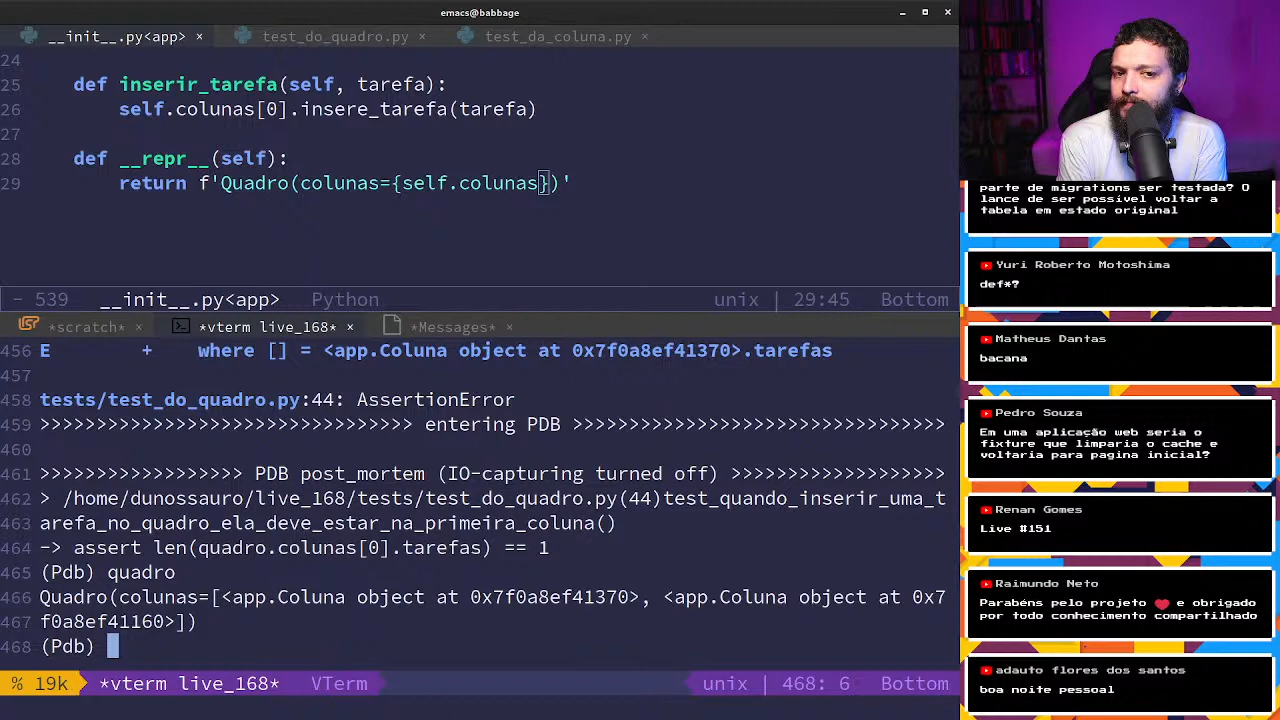 emacs@babbage
__init__.py<app> × test_do_quadro.py × test_da_coluna.py ×
24
25 def inserir_tarefa(self, tarefa):
26 self.colunas[0].insere_tarefa(tarefa)
27
28 def __repr__(self):
29 return f'Quadro(colunas={self.colunas})'
- 539 __init__.py<app> Python unix | 29:45 Bottom
*scratch* × *vterm live_168* × *Messages* ×
456 E + where [] = <app.Coluna object at 0x7f0a8ef41370>.tarefas
457
458 tests/test_do_quadro.py:44: AssertionError
459 >>>>>>>>>>>>>>>>>>>>>>>>>>>>>>>> entering PDB >>>>>>>>>>>>>>>>>>>>>>>>>>>>>>>>
460
461 >>>>>>>>>>>>>>>>> PDB post_mortem (IO-capturing turned off) >>>>>>>>>>>>>>>>>>
462 > /home/dunossauro/live_168/tests/test_do_quadro.py(44)test_quando_inserir_uma_t
463 arefa_no_quadro_ela_deve_estar_na_primeira_coluna()
464 -> assert len(quadro.colunas[0].tarefas) == 1
465 (Pdb) quadro
466 Quadro(colunas=[<app.Coluna object at 0x7f0a8ef41370>, <app.Coluna object at 0x7
467 f0a8ef41160>])
468 (Pdb)
% 19k *vterm live_168* VTerm unix | 468: 6 Bottom
parte de migrations ser testada? O
lance de ser possivel voltar a
tabela em estado original
Yuri Roberto Motoshima
def*?
Matheus Dantas
bacana
Pedro Souza
Em uma aplicação web seria o
fixture que limparia o cache e
voltaria para pagina inicial?
Renan Gomes
Live #151
Raimundo Neto
Parabéns pelo projeto ❤ e obrigado
por todo conhecimento compartilhado
adauto flores dos santos
boa noite pessoal